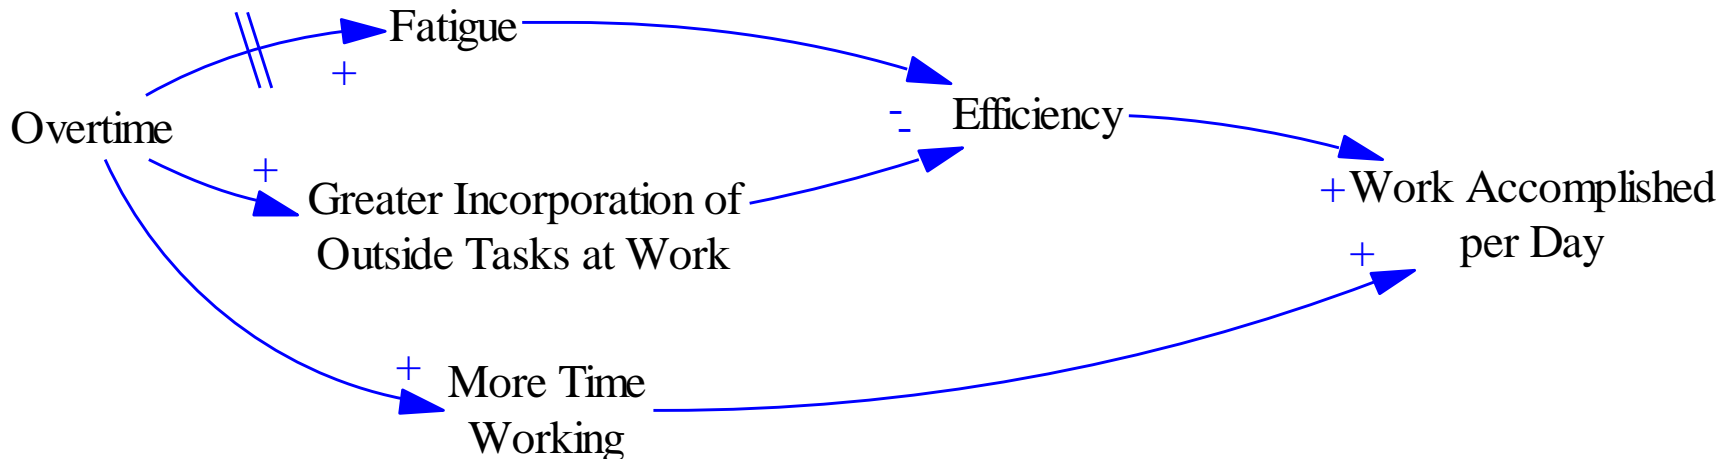 Fatigue
+
Overtime
-
-
Efficiency
+
Greater Incorporation of
Outside Tasks at Work
+Work Accomplished
per Day
+
+
More Time
Working